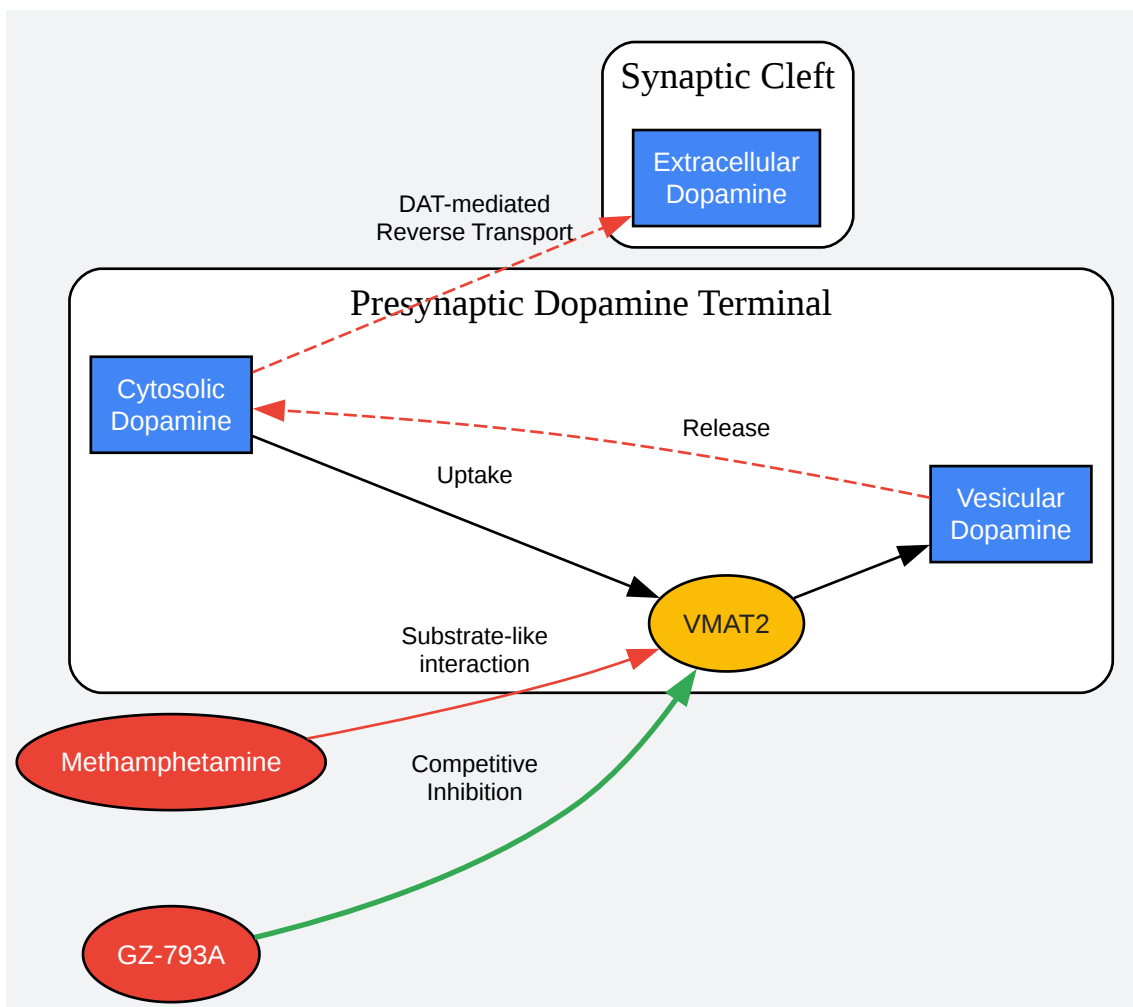 Synaptic Cleft
Extracellular
Dopamine
DAT-mediated
Reverse Transport
Presynaptic Dopamine Terminal
Cytosolic
Dopamine
Release
Uptake
Vesicular
Dopamine
VMAT2
Substrate-like
interaction
Methamphetamine
Competitive
Inhibition
GZ-793A